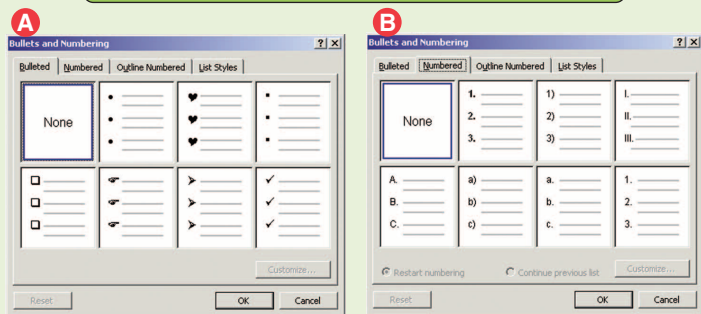 A
Bullets and Numbering
? X
Bulleted Numbered Outline Numbered List Styles
None
Customize...
Reset OK Cancel
B
Bullets and Numbering
? X
Bulleted Numbered Outline Numbered List Styles
None
1.
2.
3.
1)
2)
3)
I.
II.
III.
A.
B.
C.
a)
b)
c)
a.
b.
c.
1.
2.
3.
Restart numbering Continue previous list Customize...
Reset OK Cancel